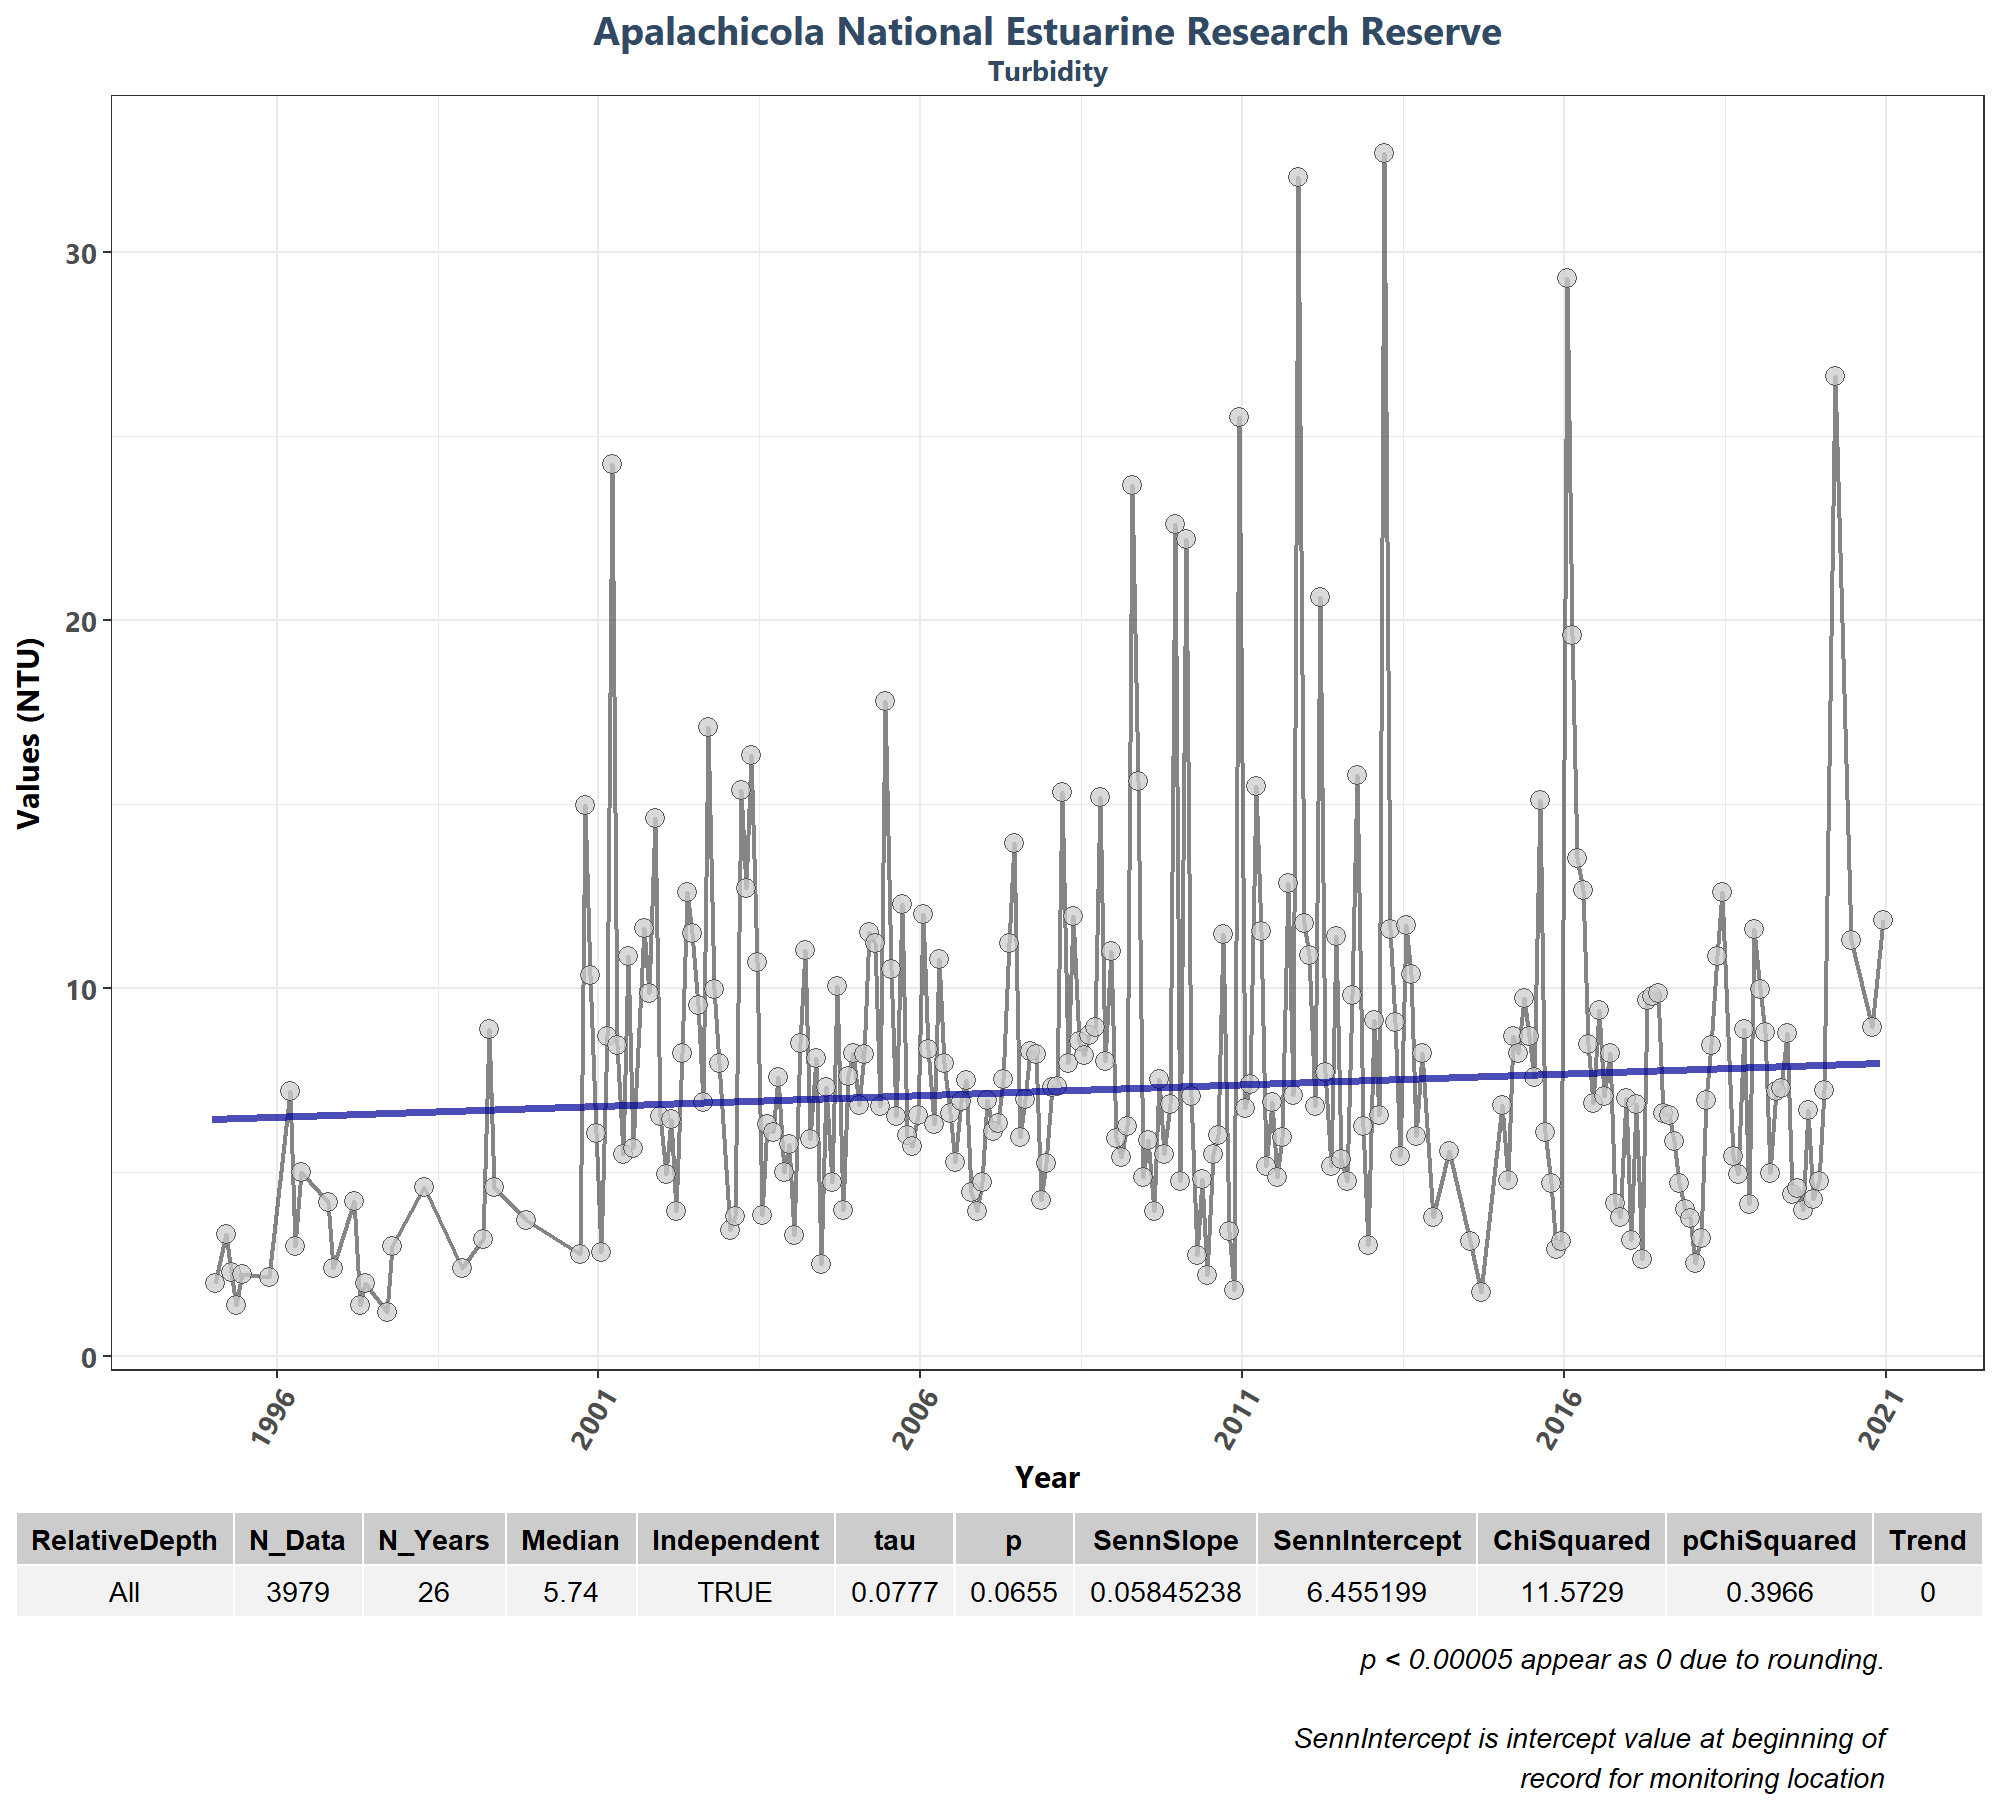 Apalachicola National Estuarine Research Reserve
Turbidity
Values (NTU)
30
20
10
0
1996 2001 2006 2011 2016 2021
Year
RelativeDepth N_Data N_Years Median Independent tau p SennSlope SennIntercept ChiSquared pChiSquared Trend
All 3979 26 5.74 TRUE 0.0777 0.0655 0.05845238 6.455199 11.5729 0.3966 0
p < 0.00005 appear as 0 due to rounding.
SennIntercept is intercept value at beginning of
record for monitoring location